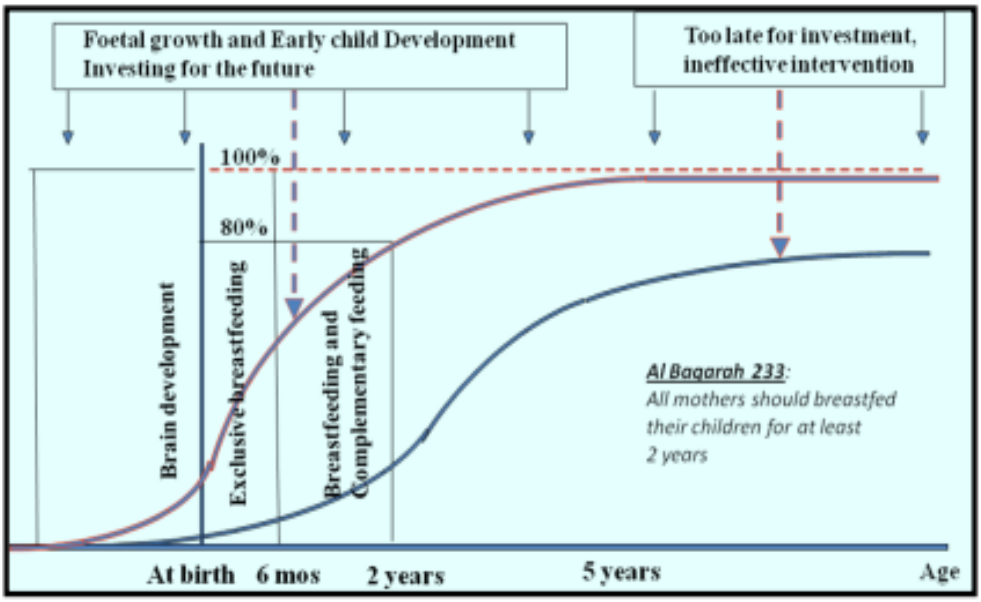 Foetal growth and Early child Development
Investing for the future
Too late for investment,
ineffective intervention
100%
80%
Brain development
Exclusive breastfeeding
Breastfeeding and
Complementary feeding
Al Baqarah 233:
All mothers should breastfed
their children for at least
2 years
At birth
6 mos
2 years
5 years
Age